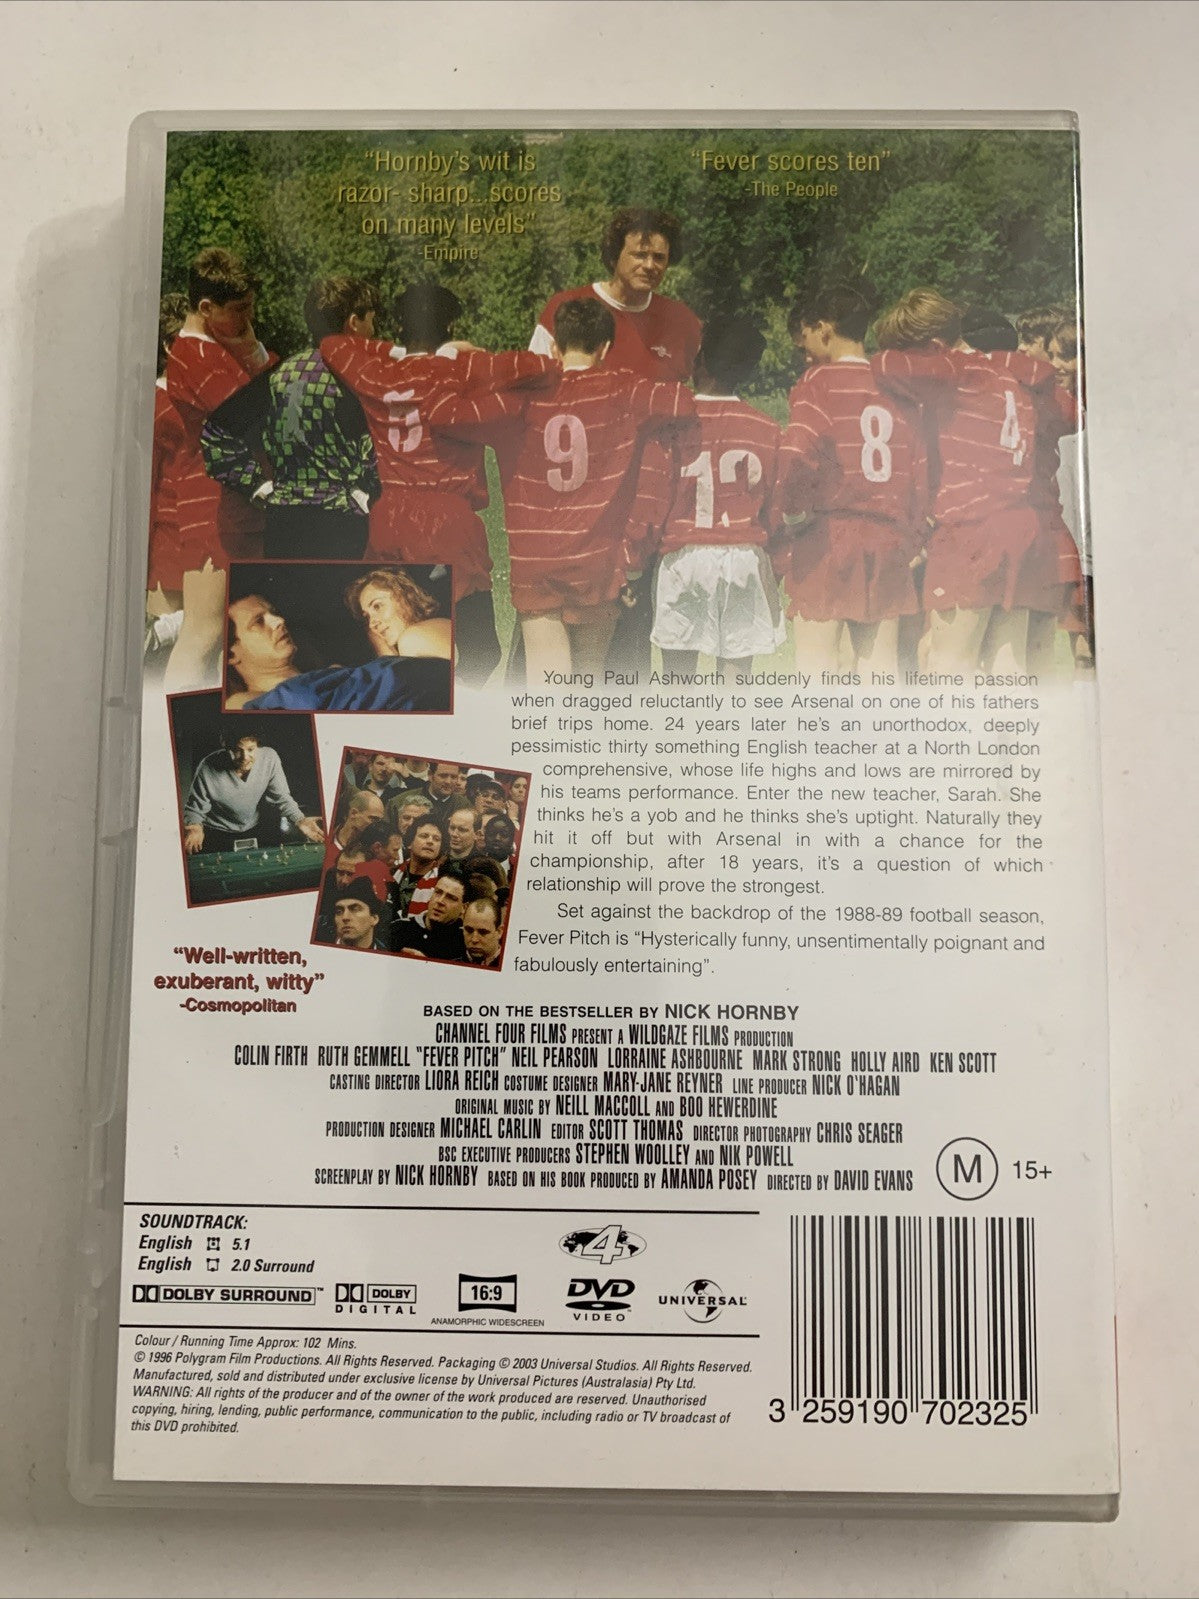 "Hornby's wit is
razor- sharp...scores
on many levels"
-Empire
"Fever scores ten"
-The People
5
9
12
8
4
Young Paul Ashworth suddenly finds his lifetime passion
when dragged reluctantly to see Arsenal on one of his fathers
brief trips home. 24 years later he's an unorthodox, deeply
pessimistic thirty something English teacher at a North London
comprehensive, whose life highs and lows are mirrored by
his teams performance. Enter the new teacher, Sarah. She
thinks he's a yob and he thinks she's uptight. Naturally they
hit it off but with Arsenal in with a chance for the
championship, after 18 years, it's a question of which
relationship will prove the strongest.
Set against the backdrop of the 1988-89 football season,
Fever Pitch is "Hysterically funny, unsentimentally poignant and
fabulously entertaining".
"Well-written,
exuberant, witty"
-Cosmopolitan
BASED ON THE BESTSELLER BY NICK HORNBY
CHANNEL FOUR FILMS PRESENT A WILDGAZE FILMS PRODUCTION
COLIN FIRTH RUTH GEMMELL "FEVER PITCH" NEIL PEARSON LORRAINE ASHBOURNE MARK STRONG HOLLY AIRD KEN SCOTT
CASTING DIRECTOR LIORA REICH COSTUME DESIGNER MARY-JANE REYNER LINE PRODUCER NICK O'HAGAN
ORIGINAL MUSIC BY NEILL MACCOLL AND BOO HEWERDINE
PRODUCTION DESIGNER MICHAEL CARLIN EDITOR SCOTT THOMAS DIRECTOR PHOTOGRAPHY CHRIS SEAGER
BSC EXECUTIVE PRODUCERS STEPHEN WOOLLEY AND NIK POWELL
SCREENPLAY BY NICK HORNBY BASED ON HIS BOOK PRODUCED BY AMANDA POSEY DIRECTED BY DAVID EVANS
M 15+
SOUNDTRACK:
English 5.1
English 2.0 Surround
DOLBY SURROUND™
DOLBY
DIGITAL
16:9
ANAMORPHIC WIDESCREEN
4
DVD
VIDEO
UNIVERSAL
Colour / Running Time Approx: 102 Mins.
© 1996 Polygram Film Productions. All Rights Reserved. Packaging © 2003 Universal Studios. All Rights Reserved.
Manufactured, sold and distributed under exclusive license by Universal Pictures (Australasia) Pty Ltd.
WARNING: All rights of the producer and of the owner of the work produced are reserved. Unauthorised
copying, hiring, lending, public performance, communication to the public, including radio or TV broadcast of
this DVD prohibited.
3 259190 702325